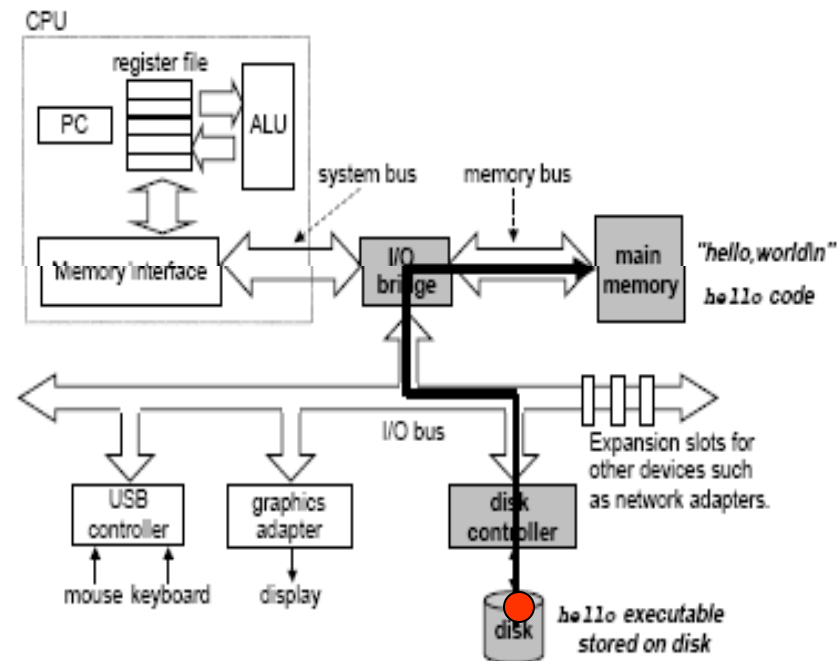 CPU
register file
PC
ALU
system bus
memory bus
Memory Interface
I/O
bridge
main
memory
"hello,world\n"
hello code
I/O bus
Expansion slots for
other devices such
as network adapters.
USB
controller
graphics
adapter
disk
controller
mouse keyboard
display
disk
hello executable
stored on disk